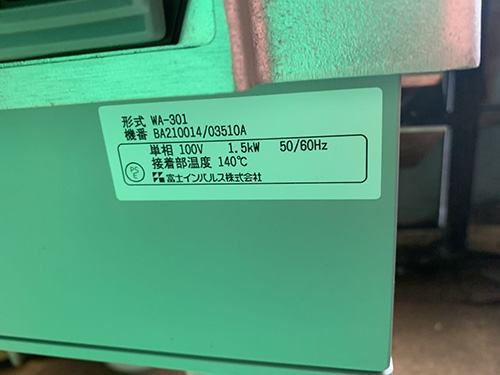 形式 WA-301
機番 BA210014/03510A
単相 100V 1.5kW 50/60Hz
接着部温度 140℃
PS
E
富士インパルス株式会社